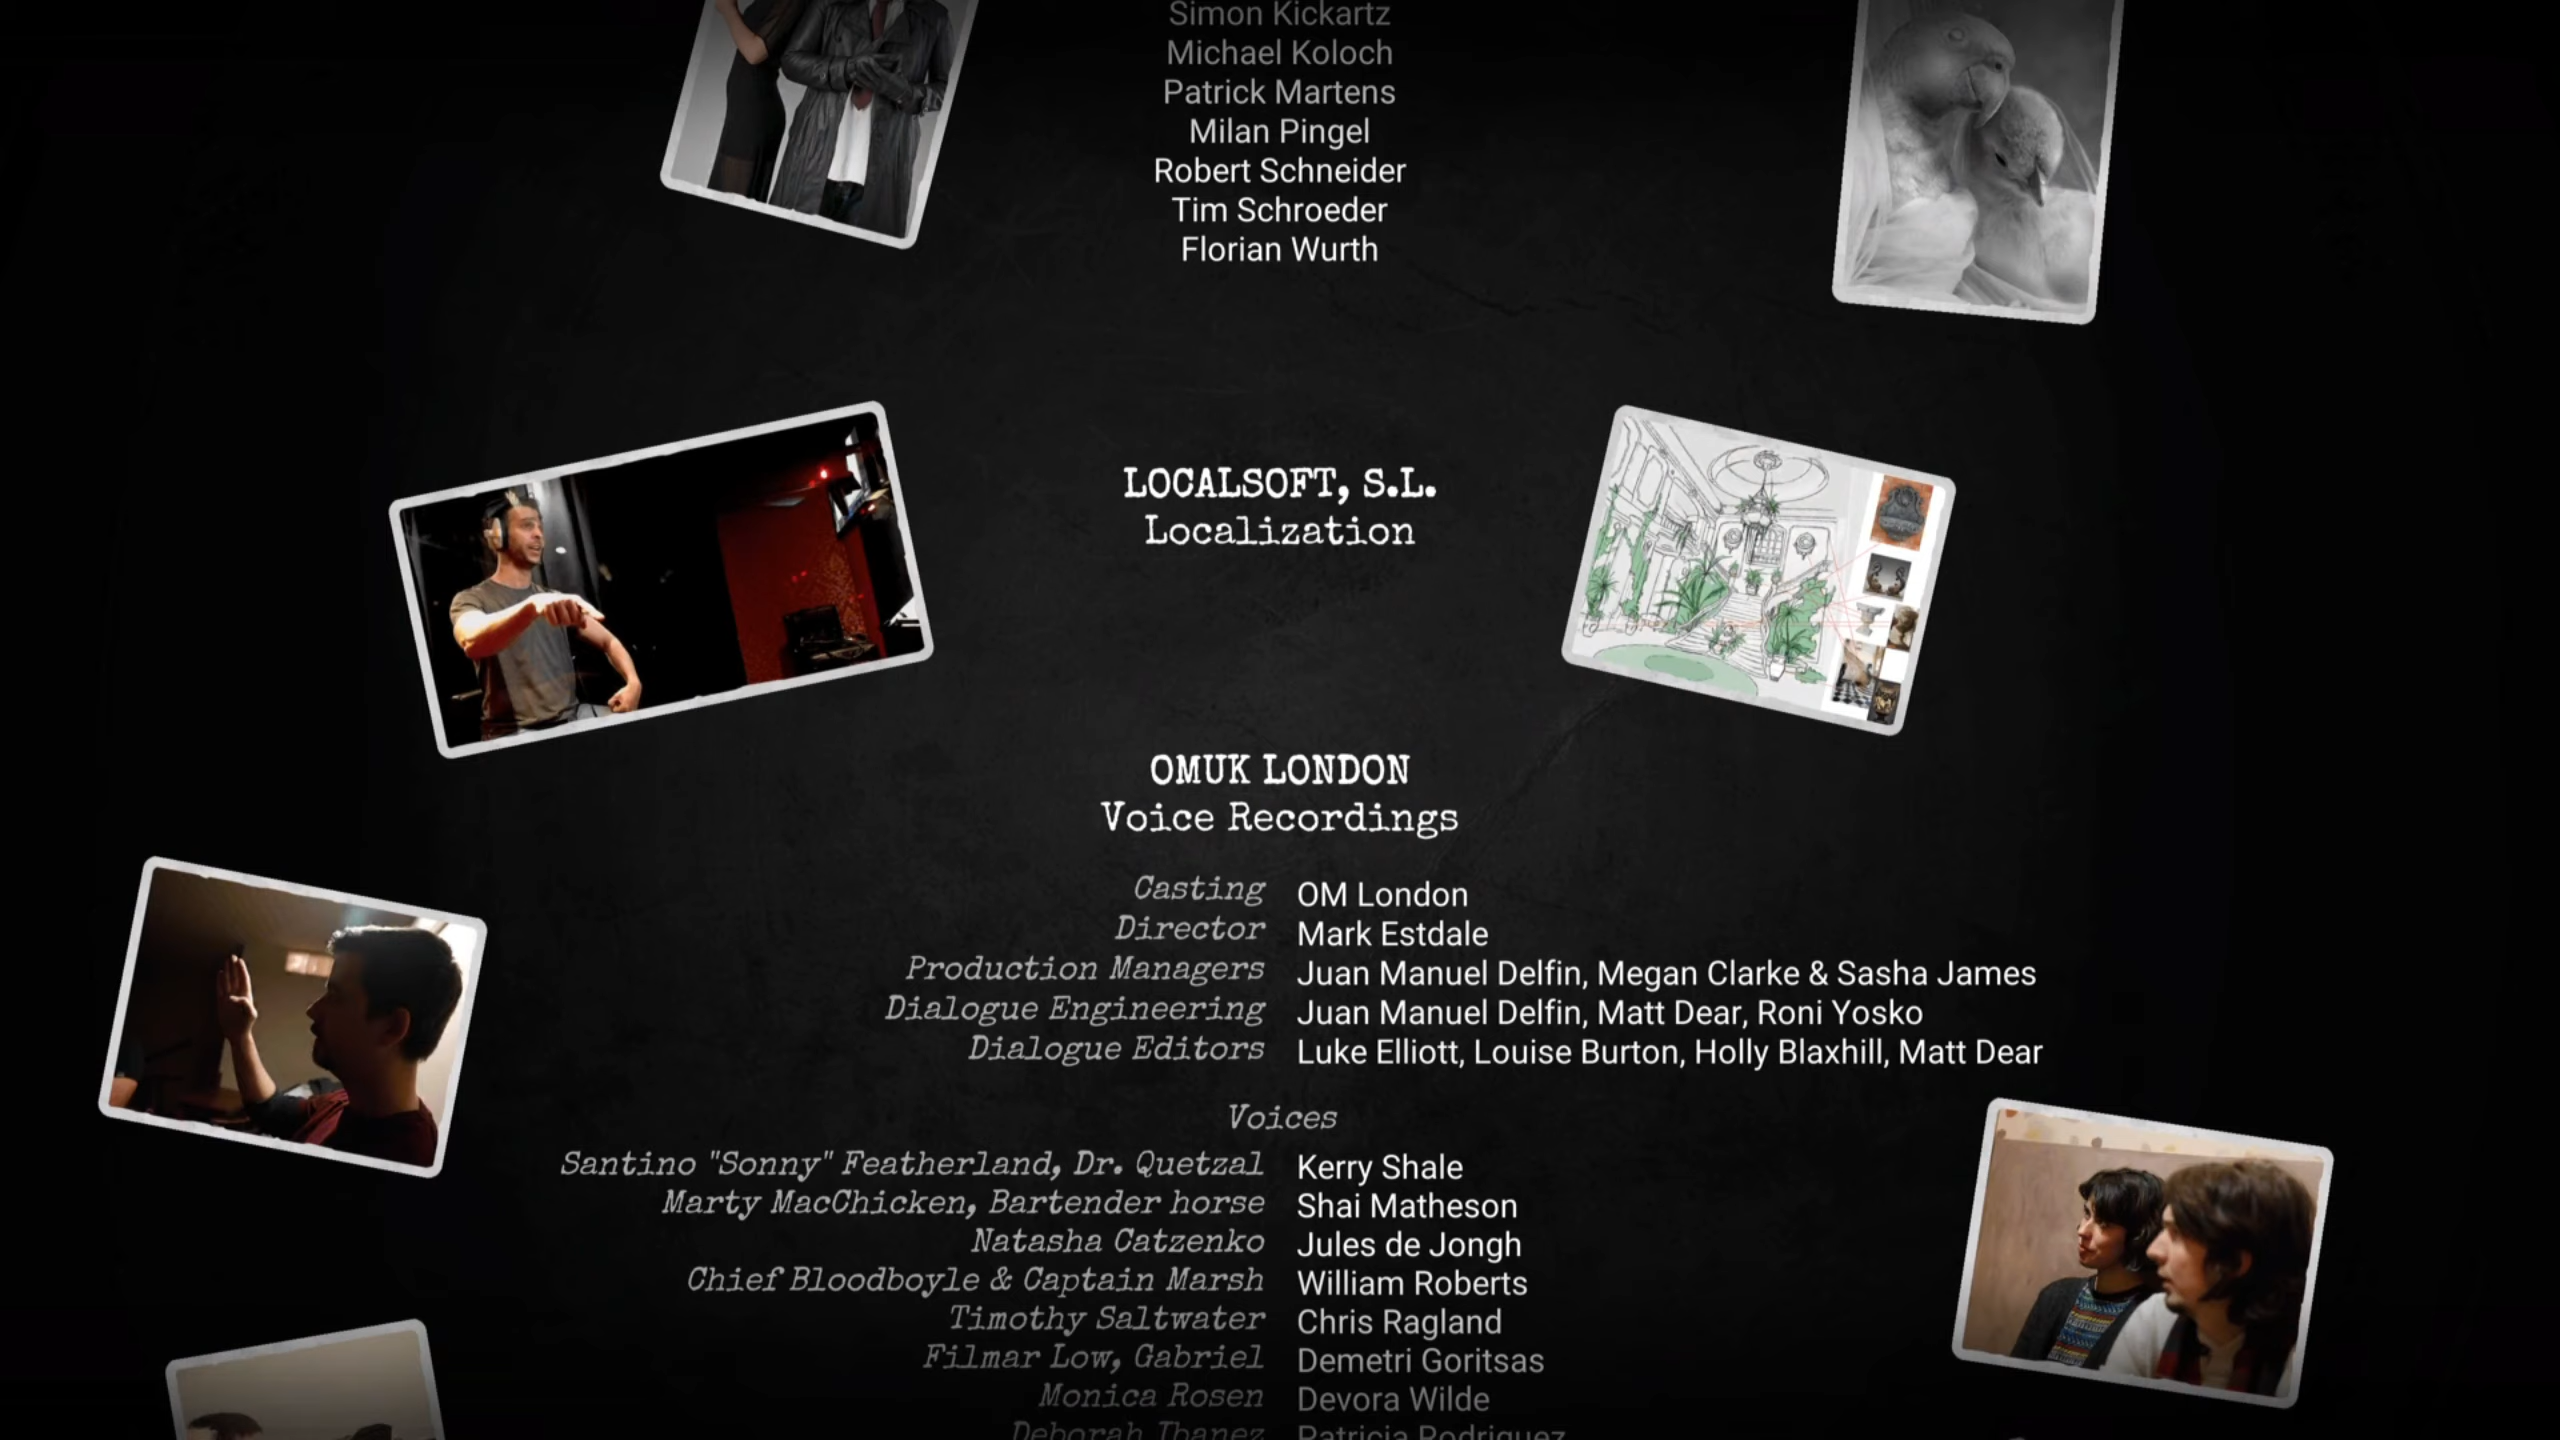 Simon Kickartz
Michael Koloch
Patrick Martens
Milan Pingel
Robert Schneider
Tim Schroeder
Florian Wurth
LOCALSOFT, S.L.
Localization
OMUK LONDON
Voice Recordings
Casting OM London
Director Mark Estdale
Production Managers Juan Manuel Delfin, Megan Clarke & Sasha James
Dialogue Engineering Juan Manuel Delfin, Matt Dear, Roni Yosko
Dialogue Editors Luke Elliott, Louise Burton, Holly Blaxhill, Matt Dear
Voices
Santino "Sonny" Featherland, Dr. Quetzal Kerry Shale
Marty MacChicken, Bartender horse Shai Matheson
Natasha Catzenko Jules de Jongh
Chief Bloodboyle & Captain Marsh William Roberts
Timothy Saltwater Chris Ragland
Filmar Low, Gabriel Demetri Goritsas
Monica Rosen Devora Wilde
Deborah Ibanez Patricia Rodriguez